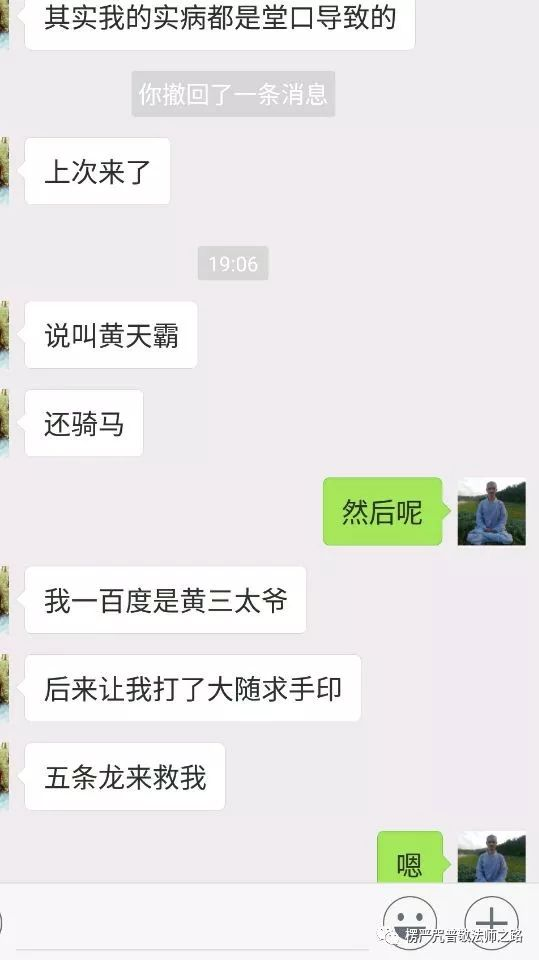 其实我的实病都是堂口导致的
你撤回了一条消息
上次来了
19:06
说叫黄天霸
还骑马
然后呢
我一百度是黄三太爷
后来让我打了大随求手印
五条龙来救我
嗯
楞严咒普敬法师之路